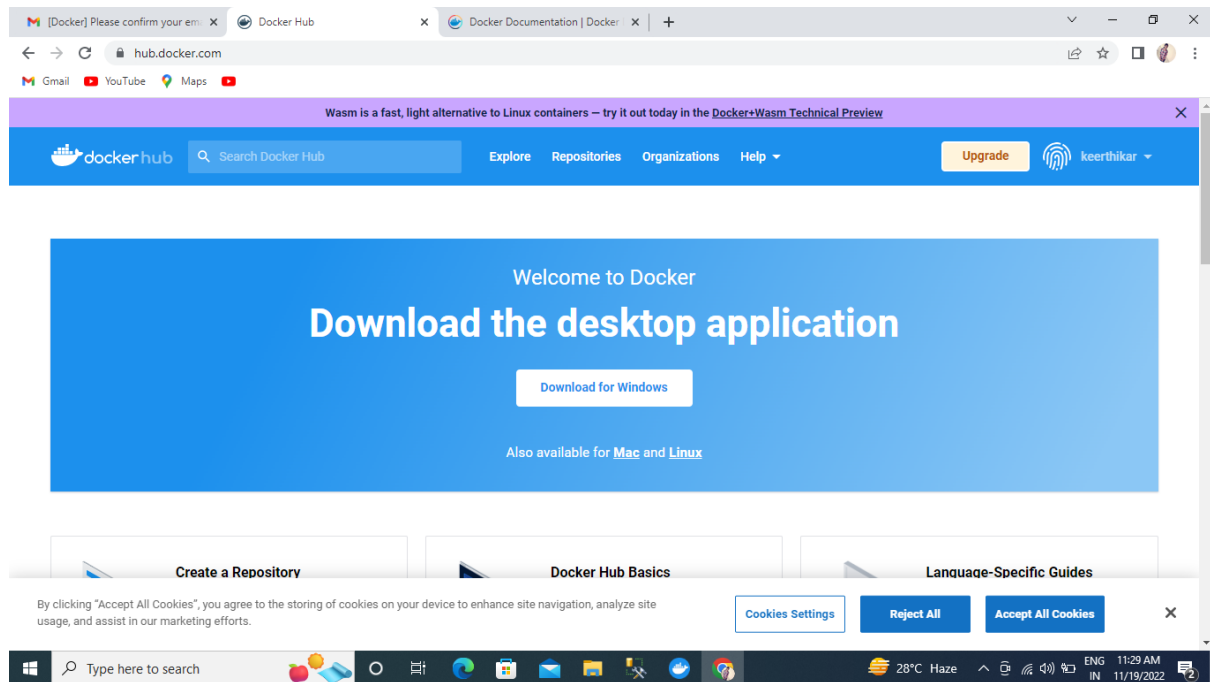 [Docker] Please confirm your em
Docker Hub
Docker Documentation | Docker
hub.docker.com
Gmail
YouTube
Maps
Wasm is a fast, light alternative to Linux containers — try it out today in the Docker+Wasm Technical Preview
dockerhub
Search Docker Hub
Explore
Repositories
Organizations
Help
Upgrade
keerthikar
Welcome to Docker
Download the desktop application
Download for Windows
Also available for Mac and Linux
Create a Repository
Docker Hub Basics
Language-Specific Guides
By clicking "Accept All Cookies", you agree to the storing of cookies on your device to enhance site navigation, analyze site
usage, and assist in our marketing efforts.
Cookies Settings
Reject All
Accept All Cookies
Type here to search
28°C Haze
ENG
IN
11:29 AM
11/19/2022
2